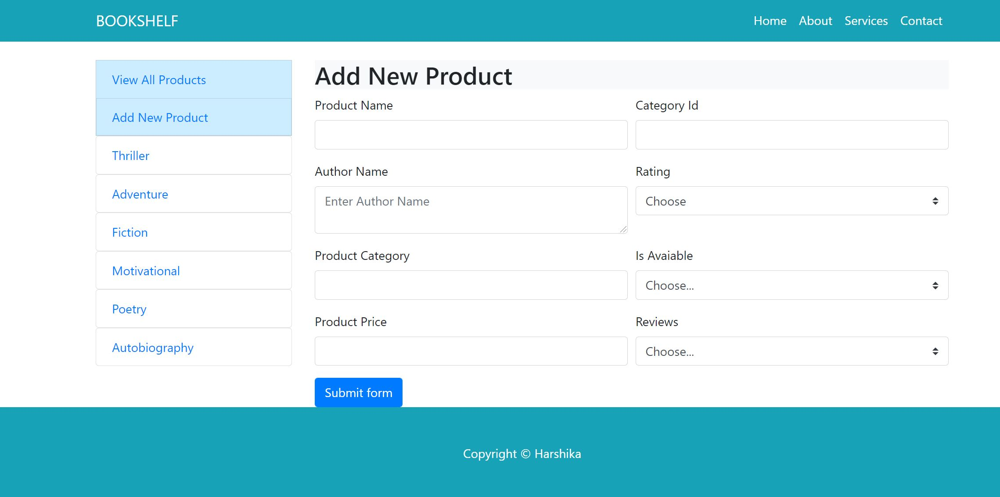 BOOKSHELF
Home About Services Contact
View All Products
Add New Product
Thriller
Adventure
Fiction
Motivational
Poetry
Autobiography
Add New Product
Product Name
Category Id
Author Name
Enter Author Name
Rating
Choose
Product Category
Is Avaiable
Choose...
Product Price
Reviews
Choose...
Submit form
Copyright © Harshika